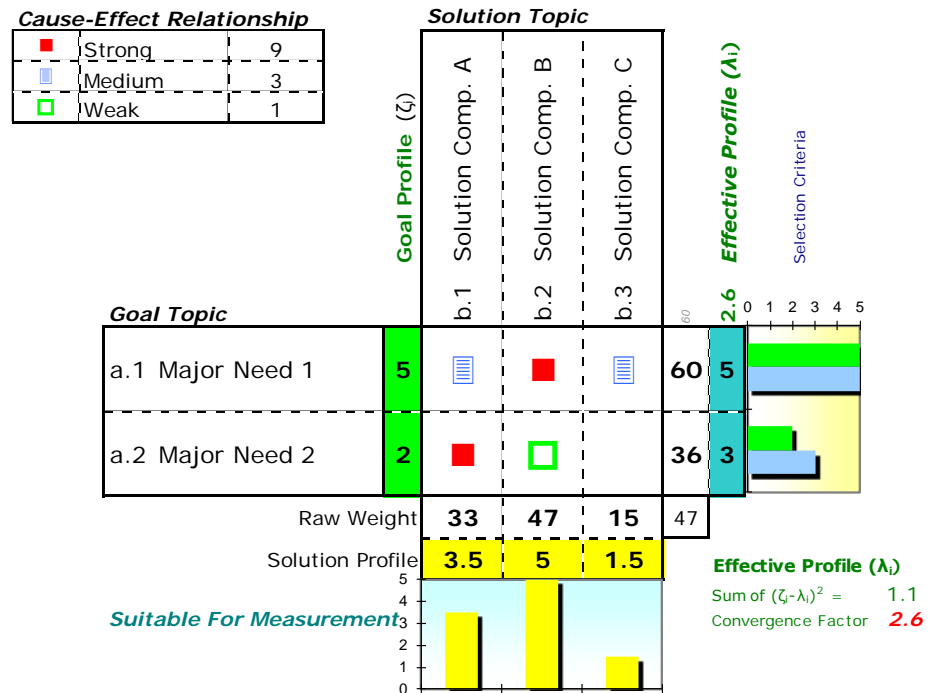 Cause-Effect Relationship
Strong 9
Medium 3
Weak 1
Solution Topic
Goal Profile (ζⱼ)
b.1 Solution Comp. A
b.2 Solution Comp. B
b.3 Solution Comp. C
60
2.6 Effective Profile (λᵢ)
Selection Criteria
0 1 2 3 4 5
Goal Topic
a.1 Major Need 1 5 60 5
a.2 Major Need 2 2 36 3
Raw Weight 33 47 15 47
Solution Profile 3.5 5 1.5
Suitable For Measurement
5
4
3
2
1
0
Effective Profile (λᵢ)
Sum of (ζⱼ-λᵢ)² = 1.1
Convergence Factor 2.6